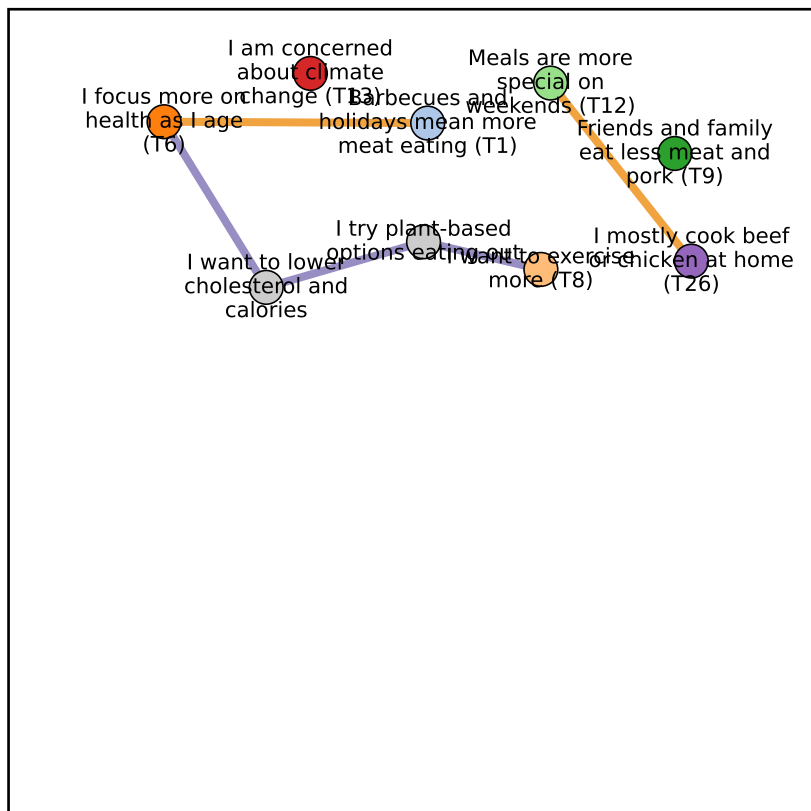 I am concerned
about climate
change (T13)
Meals are more
special on
weekends (T12)
I focus more on
health as I age
(T6)
Barbecues and
holidays mean more
meat eating (T1)
Friends and family
eat less meat and
pork (T9)
I try plant-based
options eating out
I want to exercise
more (T8)
I mostly cook beef
or chicken at home
(T26)
I want to lower
cholesterol and
calories